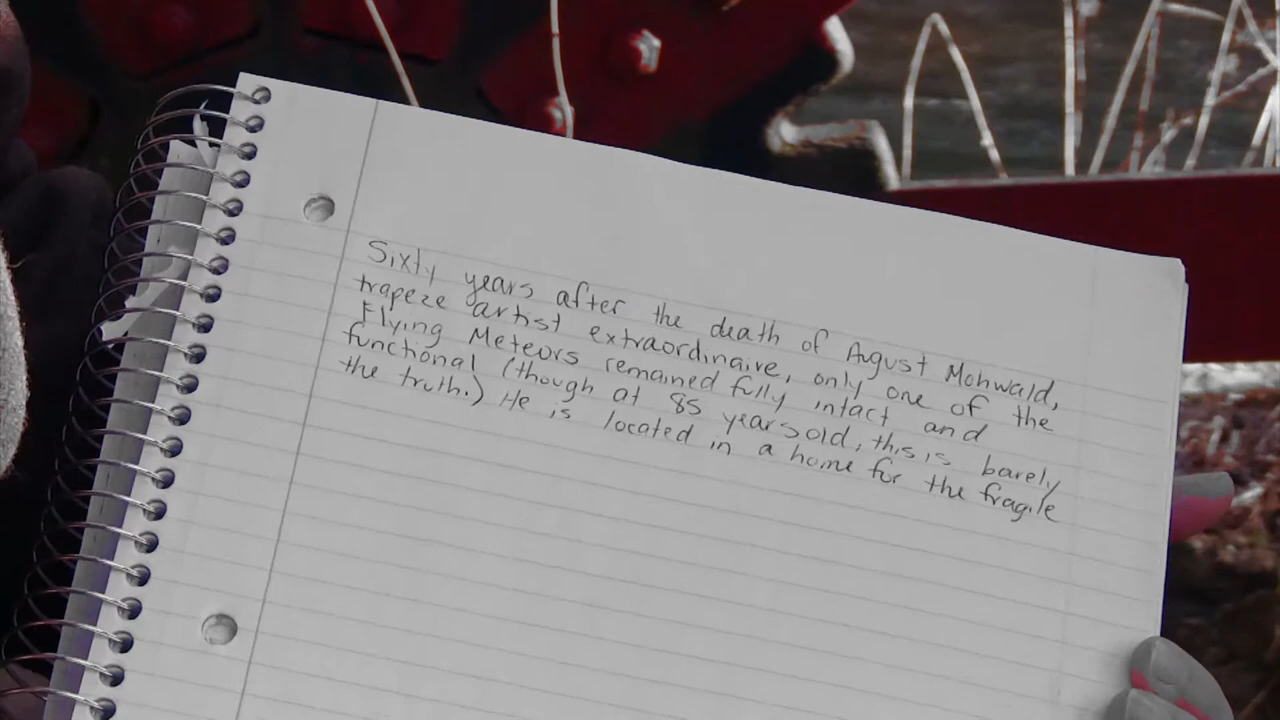 Sixty years after the death of August Mohwald,
trapeze artist extraordinaire, only one of the
Flying Meteors remained fully intact and
functional (though at 85 years old, this is barely
the truth.) He is located in a home for the fragile